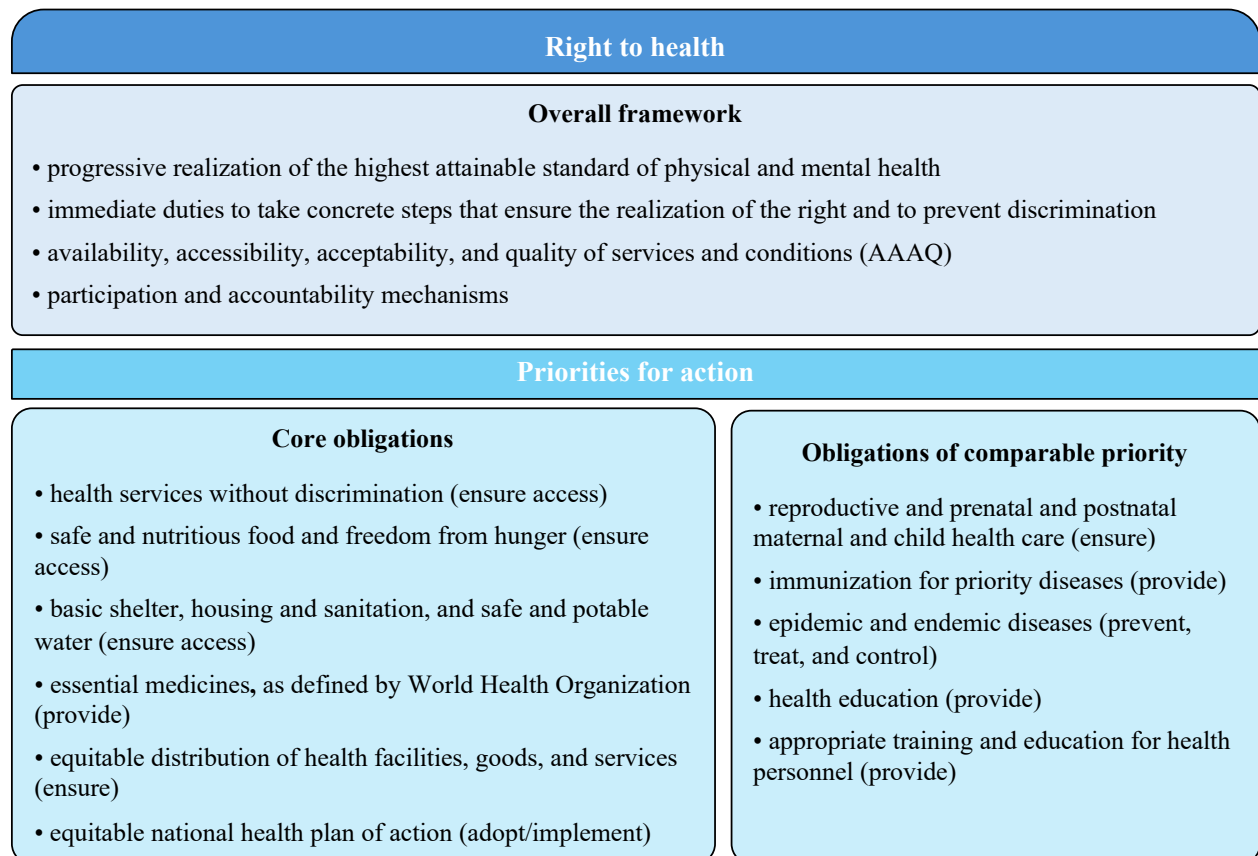 Right to health
Overall framework
• progressive realization of the highest attainable standard of physical and mental health
• immediate duties to take concrete steps that ensure the realization of the right and to prevent discrimination
• availability, accessibility, acceptability, and quality of services and conditions (AAAQ)
• participation and accountability mechanisms
Priorities for action
Core obligations
• health services without discrimination (ensure access)
• safe and nutritious food and freedom from hunger (ensure
access)
• basic shelter, housing and sanitation, and safe and potable
water (ensure access)
• essential medicines, as defined by World Health Organization
(provide)
• equitable distribution of health facilities, goods, and services
(ensure)
• equitable national health plan of action (adopt/implement)
Obligations of comparable priority
• reproductive and prenatal and postnatal
maternal and child health care (ensure)
• immunization for priority diseases (provide)
• epidemic and endemic diseases (prevent,
treat, and control)
• health education (provide)
• appropriate training and education for health
personnel (provide)